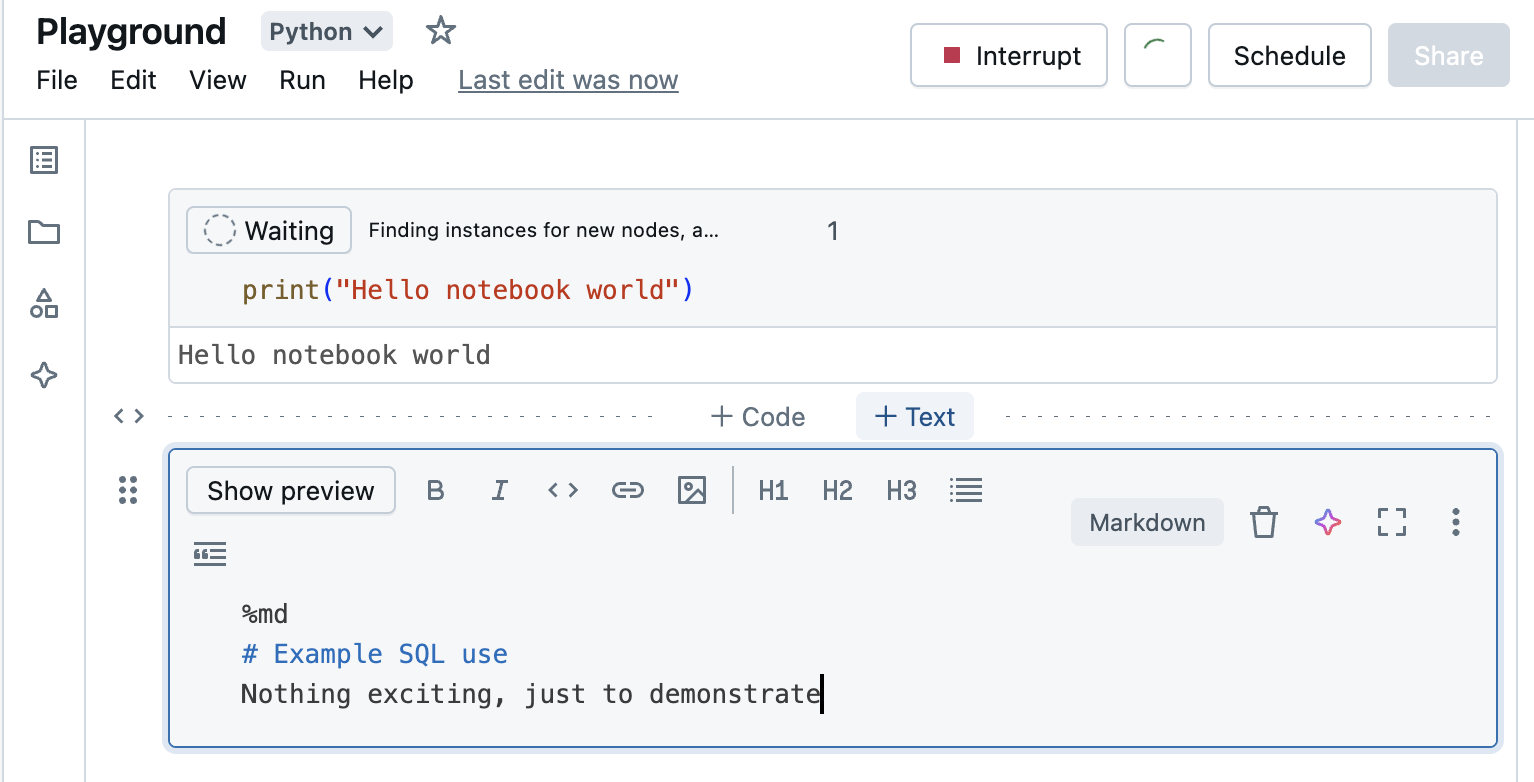 Playground Python
File Edit View Run Help Last edit was now
Interrupt Schedule Share
Waiting Finding instances for new nodes, a... 1
print("Hello notebook world")
Hello notebook world
+ Code + Text
Show preview B I < > H1 H2 H3
Markdown
%md
# Example SQL use
Nothing exciting, just to demonstrate